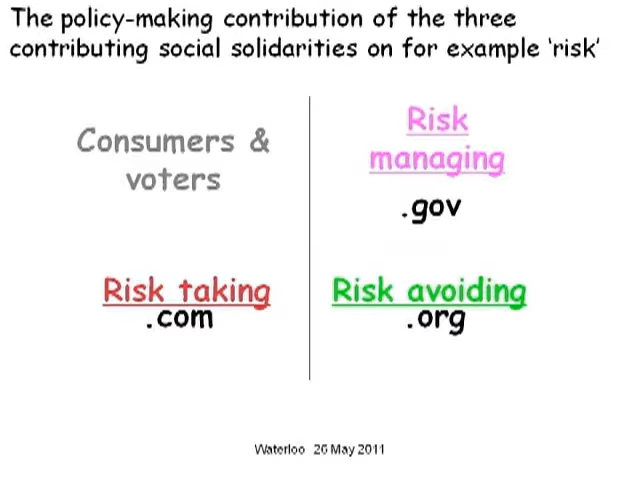 The policy-making contribution of the three
contributing social solidarities on for example 'risk'
Consumers &
voters
Risk
managing
.gov
Risk taking
.com
Risk avoiding
.org
Waterloo 26 May 2011